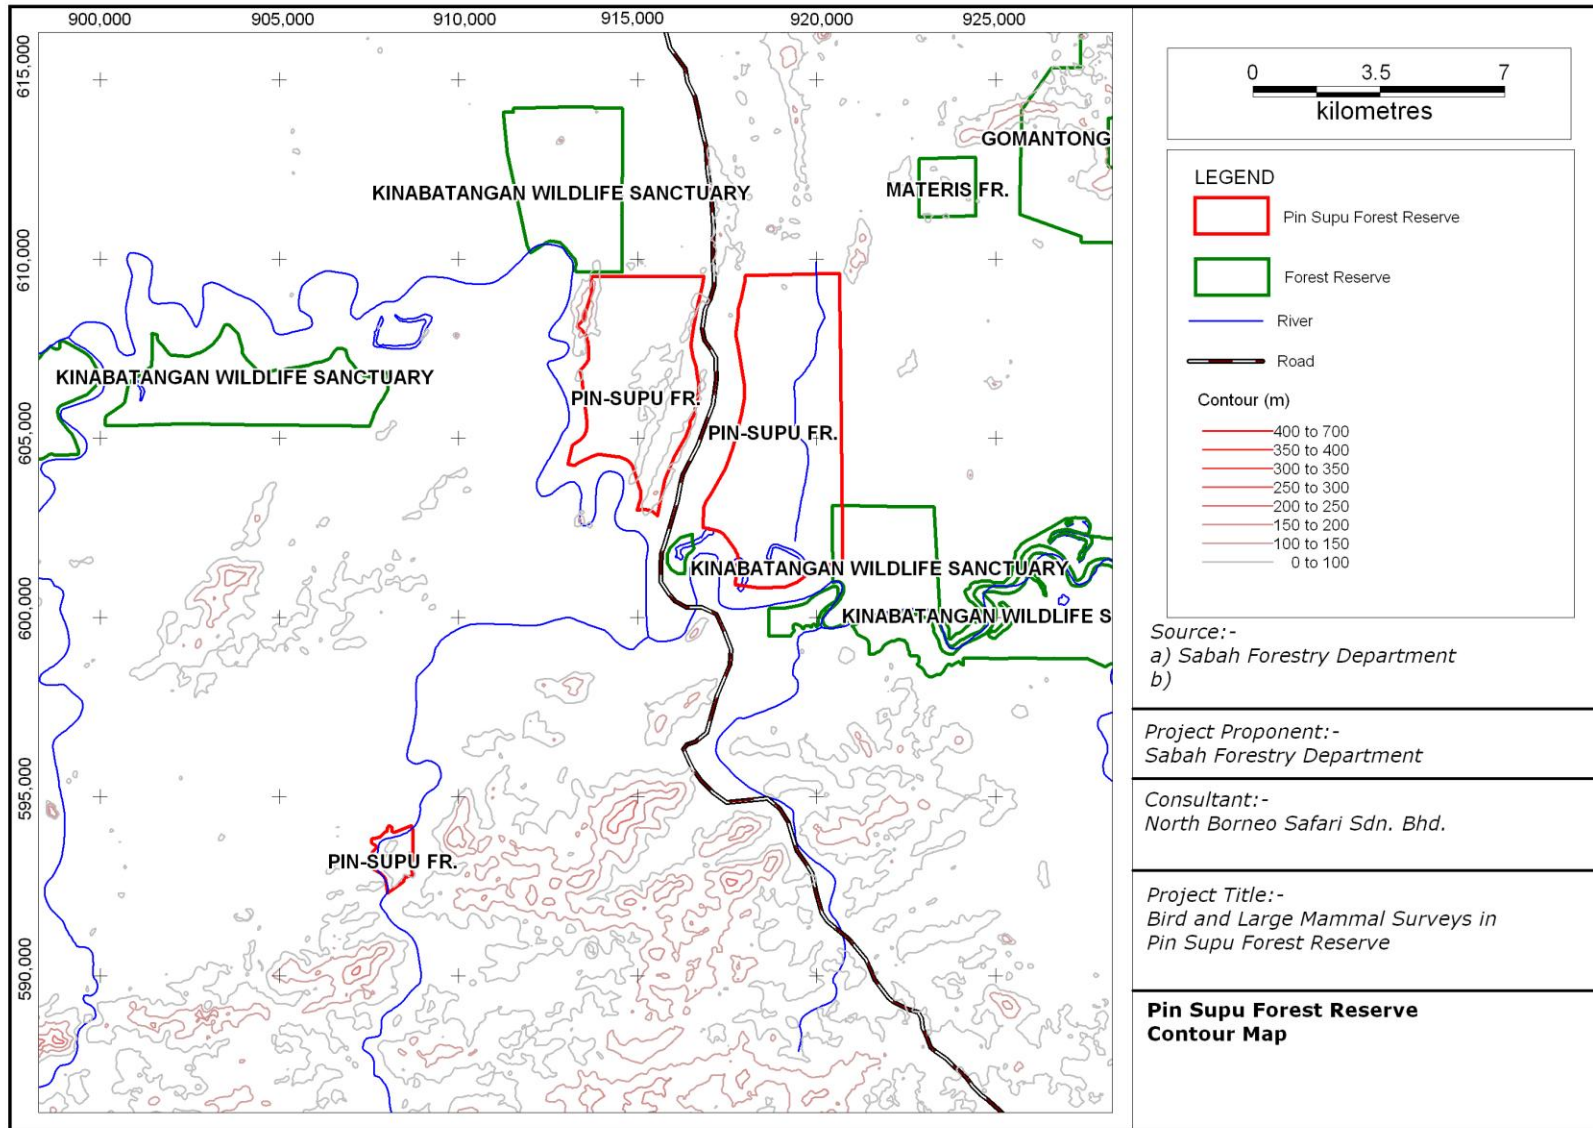 900,000 905,000 910,000 915,000 920,000 925,000
615,000
610,000
605,000
600,000
595,000
590,000
GOMANTONG
MATERIS FR.
KINABATANGAN WILDLIFE SANCTUARY
KINABATANGAN WILDLIFE SANCTUARY
PIN-SUPU FR.
PIN-SUPU FR.
KINABATANGAN WILDLIFE SANCTUARY
KINABATANGAN WILDLIFE S
PIN-SUPU FR.
0 3.5 7
kilometres
LEGEND
Pin Supu Forest Reserve
Forest Reserve
River
Road
Contour (m)
400 to 700
350 to 400
300 to 350
250 to 300
200 to 250
150 to 200
100 to 150
0 to 100
Source:-
a) Sabah Forestry Department
b)
Project Proponent:-
Sabah Forestry Department
Consultant:-
North Borneo Safari Sdn. Bhd.
Project Title:-
Bird and Large Mammal Surveys in
Pin Supu Forest Reserve
Pin Supu Forest Reserve
Contour Map